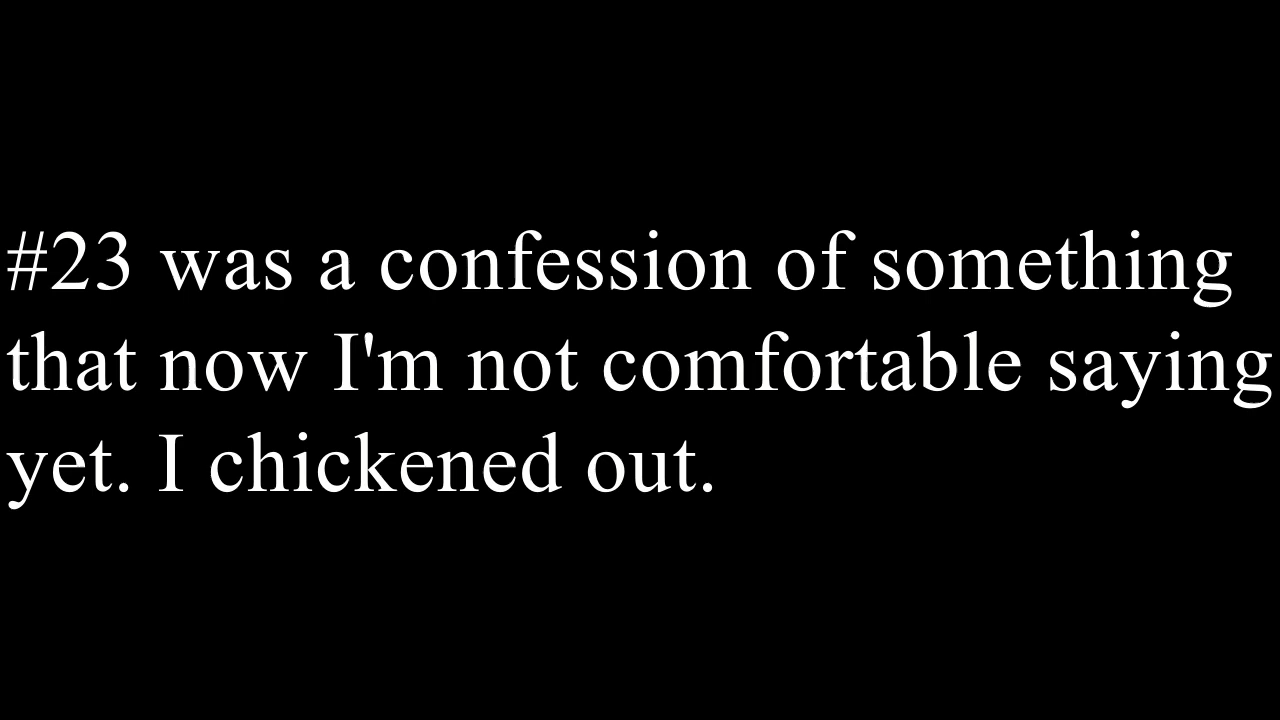 #23 was a confession of something
that now I'm not comfortable saying
yet. I chickened out.